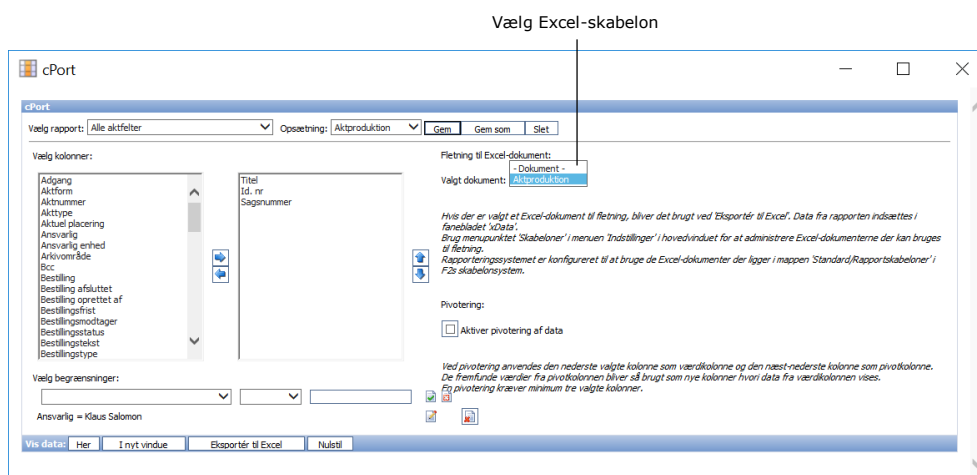 Vælg Excel-skabelon
cPort
cPort
Vælg rapport: Alle aktfelter Opsætning: Aktproduktion Gem Gem som Slet
Vælg kolonner:
Adgang
Aktform
Aktnummer
Akttype
Aktuel placering
Ansvarlig
Ansvarlig enhed
Arkivområde
Bcc
Bestilling
Bestilling afsluttet
Bestilling oprettet af
Bestillingsfrist
Bestillingsmodtager
Bestillingsstatus
Bestillingstekst
Bestillingstype
Titel
Id. nr
Sagsnummer
Fletning til Excel-dokument:
- Dokument -
Valgt dokument: Aktproduktion
Hvis der er valgt et Excel-dokument til fletning, bliver det brugt ved 'Eksportér til Excel'. Data fra rapporten indsættes i
fanebladet 'xData'.
Brug menupunktet 'Skabeloner' i menuen 'Indstillinger' i hovedvinduet for at administrere Excel-dokumenterne der kan bruges
til fletning.
Rapporteringssystemet er konfigureret til at bruge de Excel-dokumenter der ligger i mappen 'Standard/Rapportskabeloner' i
F2s skabelonsystem.
Pivotering:
Aktiver pivotering af data
Ved pivotering anvendes den nederste valgte kolonne som værdikolonne og den næst-nederste kolonne som pivotkolonne.
De fremfundne værdier fra pivotkolonnen bliver så brugt som nye kolonner hvori data fra værdikolonnen vises.
En pivotering kræver minimum tre valgte kolonner.
Vælg begrænsninger:
Ansvarlig = Klaus Salomon
Vis data: Her I nyt vindue Eksportér til Excel Nulstil